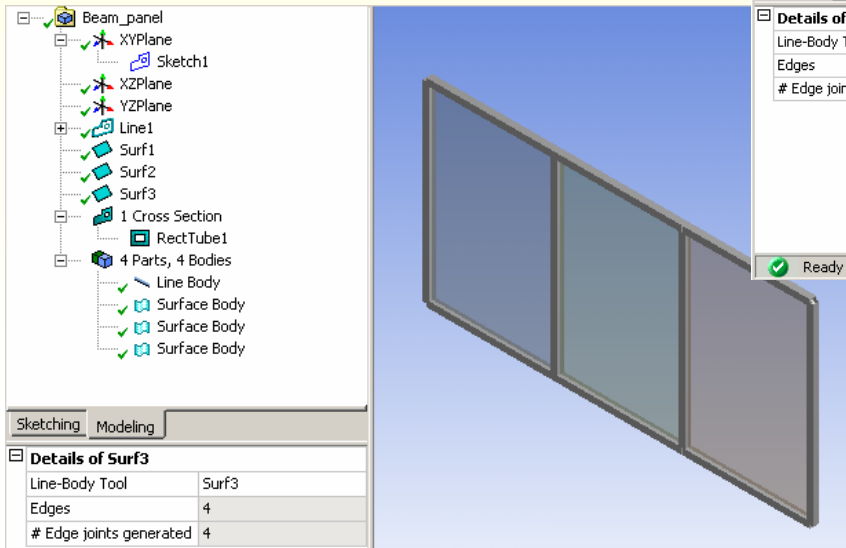 Beam_panel
XYPlane
Sketch1
XZPlane
YZPlane
Line1
Surf1
Surf2
Surf3
1 Cross Section
RectTube1
4 Parts, 4 Bodies
Line Body
Surface Body
Surface Body
Surface Body
Sketching Modeling
Details of Surf3
Line-Body Tool Surf3
Edges 4
# Edge joints generated 4
Details of
Line-Body
Edges
# Edge
Ready